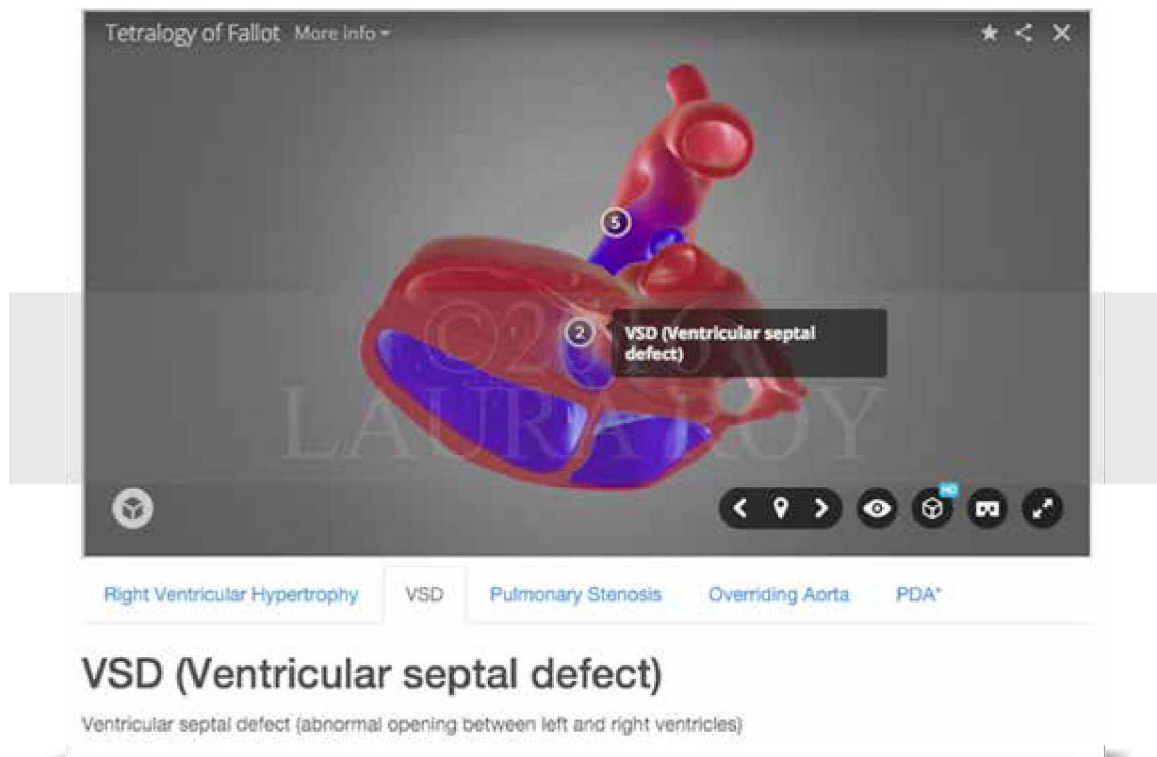 Tetralogy of Fallot More info
5
2
VSD (Ventricular septal
defect)
©2016
LAURA ROY
HD
Right Ventricular Hypertrophy VSD Pulmonary Stenosis Overriding Aorta PDA*
VSD (Ventricular septal defect)
Ventricular septal defect (abnormal opening between left and right ventricles)